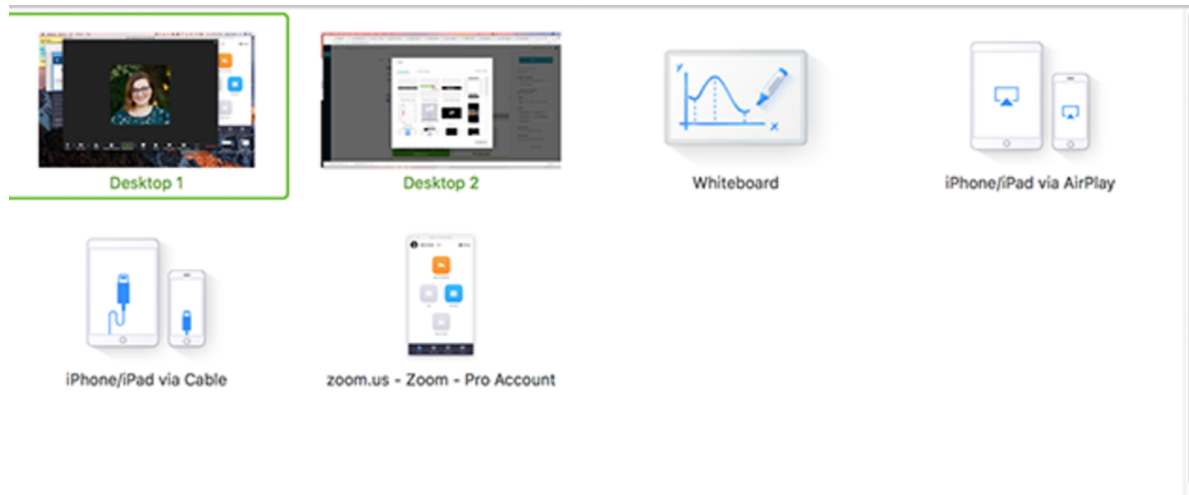 Desktop 1
Desktop 2
Whiteboard
iPhone/iPad via AirPlay
iPhone/iPad via Cable
zoom.us - Zoom - Pro Account